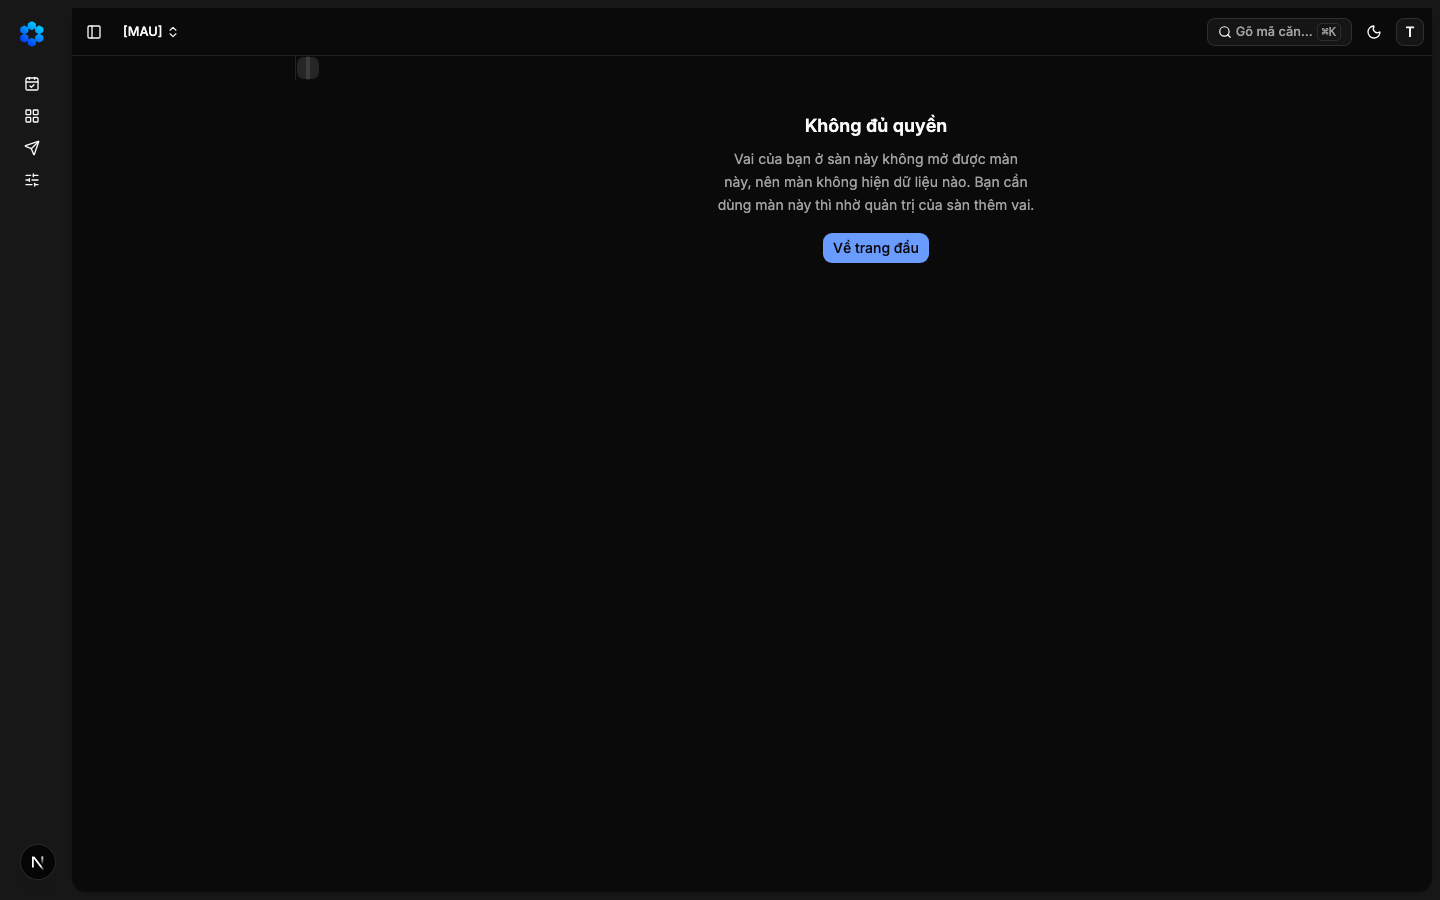 [MAU]
Gõ mã căn... ⌘K
T
Không đủ quyền
Vai của bạn ở sàn này không mở được màn
này, nên màn không hiện dữ liệu nào. Bạn cần
dùng màn này thì nhờ quản trị của sàn thêm vai.
Về trang đầu
N